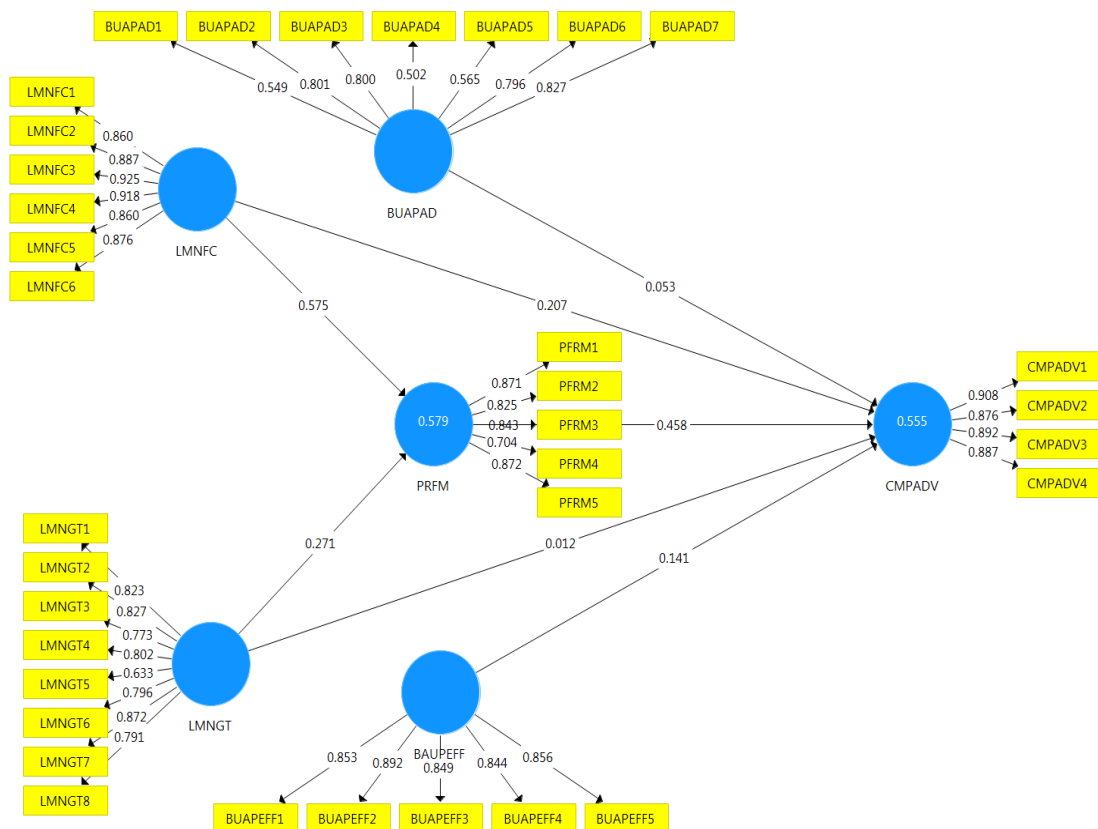 BUAPAD1 BUAPAD2 BUAPAD3 BUAPAD4 BUAPAD5 BUAPAD6 BUAPAD7
0.549 0.801 0.800 0.502 0.565 0.796 0.827
BUAPAD
LMNFC1
LMNFC2
LMNFC3
LMNFC4
LMNFC5
LMNFC6
0.860
0.887
0.925
0.918
0.860
0.876
LMNFC
0.053
0.207
0.575
PFRM1
PFRM2
PFRM3
PFRM4
PFRM5
0.871
0.825
0.843
0.704
0.872
0.579
PRFM
0.458
0.555
CMPADV
0.908
0.876
0.892
0.887
CMPADV1
CMPADV2
CMPADV3
CMPADV4
0.271
0.012
0.141
LMNGT1
LMNGT2
LMNGT3
LMNGT4
LMNGT5
LMNGT6
LMNGT7
LMNGT8
0.823
0.827
0.773
0.802
0.633
0.796
0.872
0.791
LMNGT
BAUPEFF
0.853 0.892 0.849 0.844 0.856
BUAPEFF1 BUAPEFF2 BUAPEFF3 BUAPEFF4 BUAPEFF5